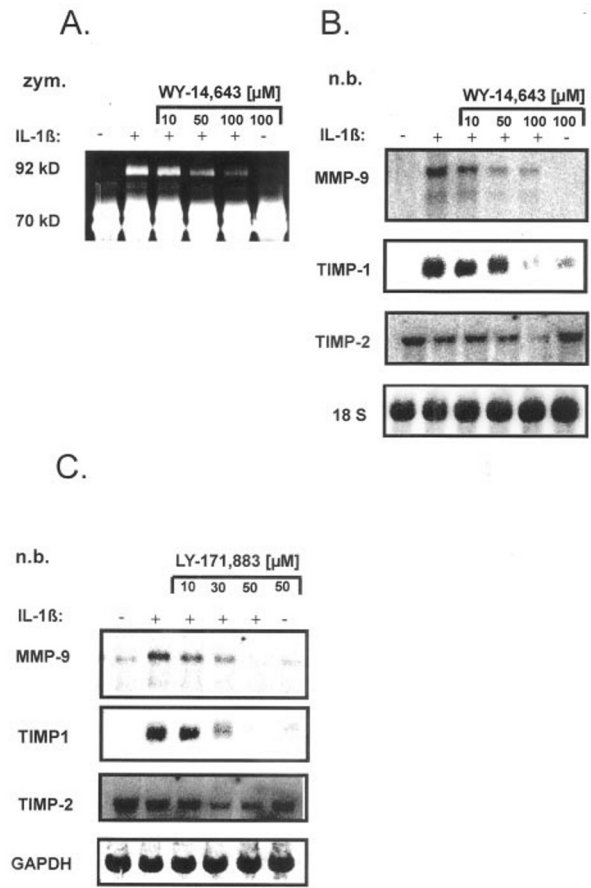 A.
zym.
WY-14,643 [µM]
10 50 100 100
IL-1ß: - + + + + -
92 kD
70 kD
B.
n.b.
WY-14,643 [µM]
10 50 100 100
IL-1ß: - + + + + -
MMP-9
TIMP-1
TIMP-2
18 S
C.
n.b.
LY-171,883 [µM]
10 30 50 50
IL-1ß: - + + + + -
MMP-9
TIMP1
TIMP-2
GAPDH